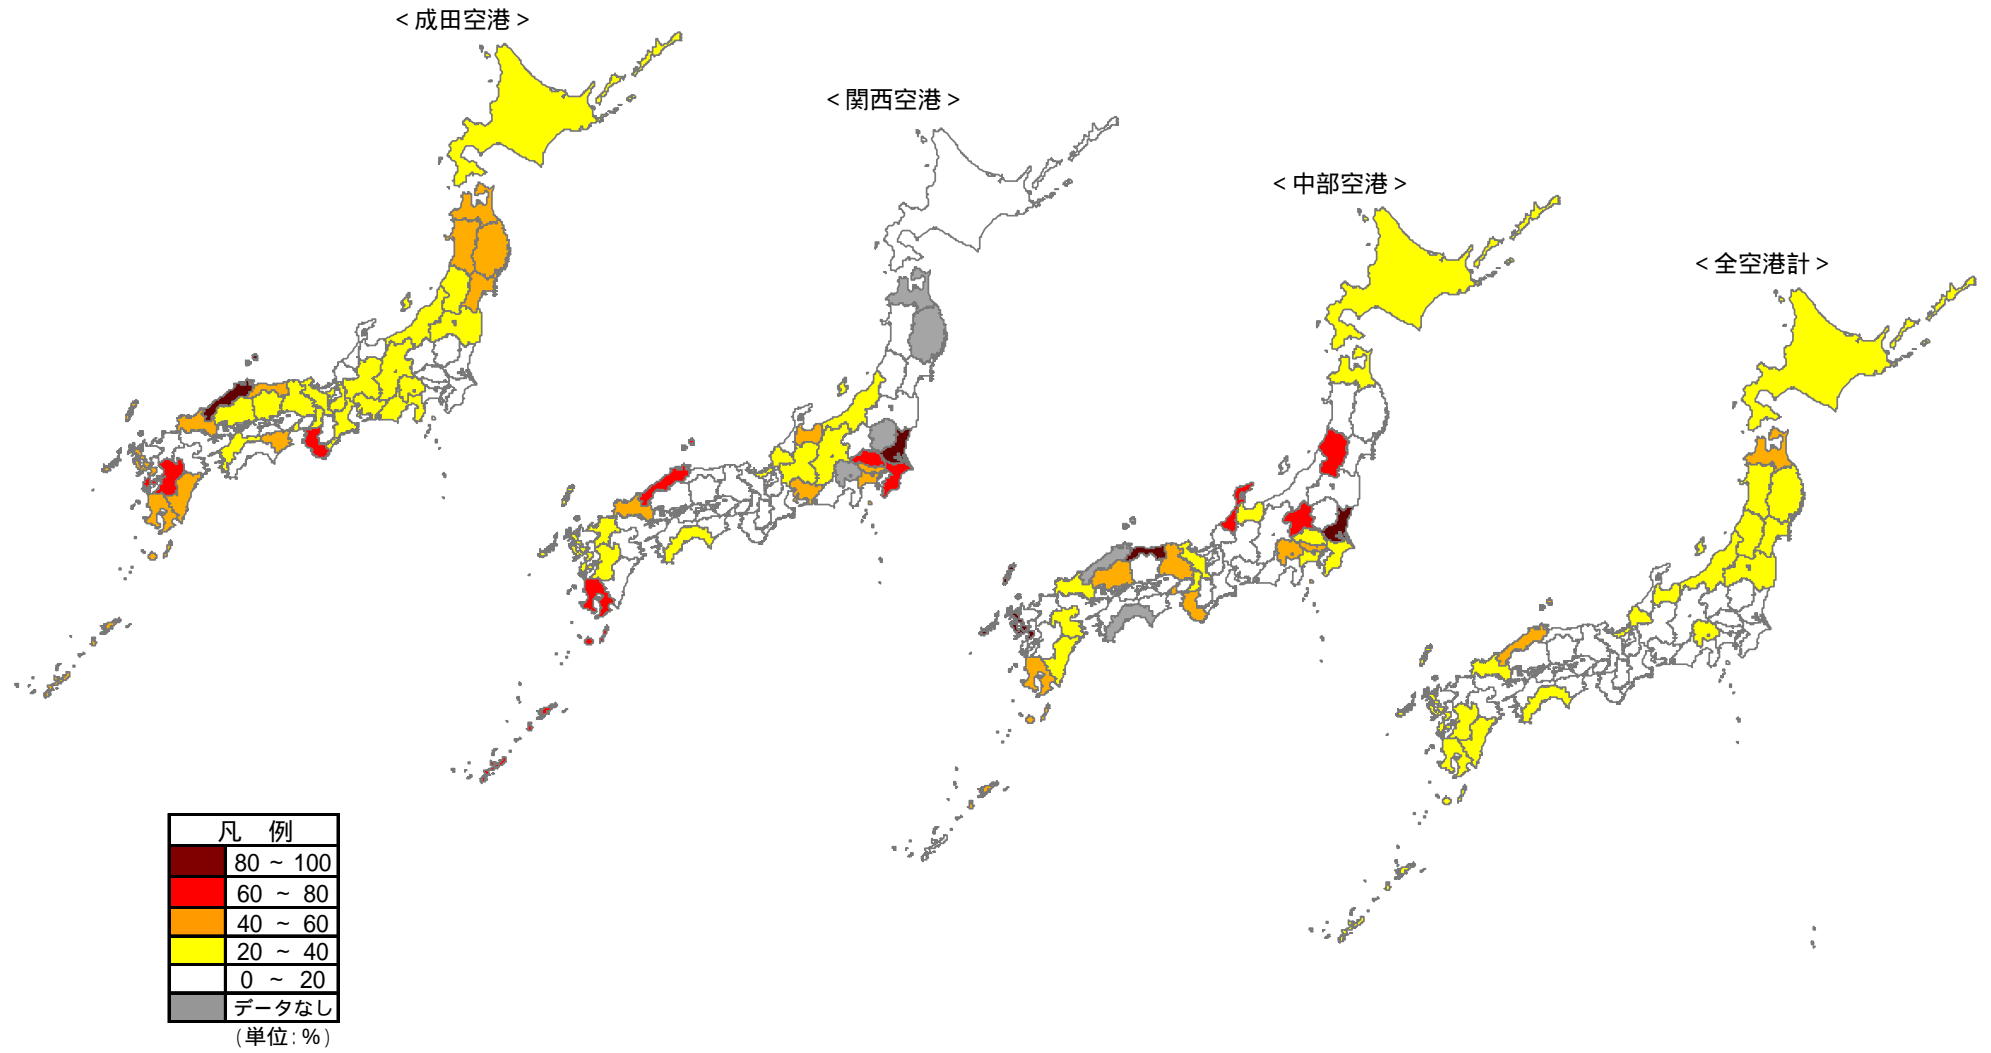 <成田空港>
<関西空港>
<中部空港>
<全空港計>
凡 例
80 ~ 100
60 ~ 80
40 ~ 60
20 ~ 40
0 ~ 20
データなし
(単位:%)